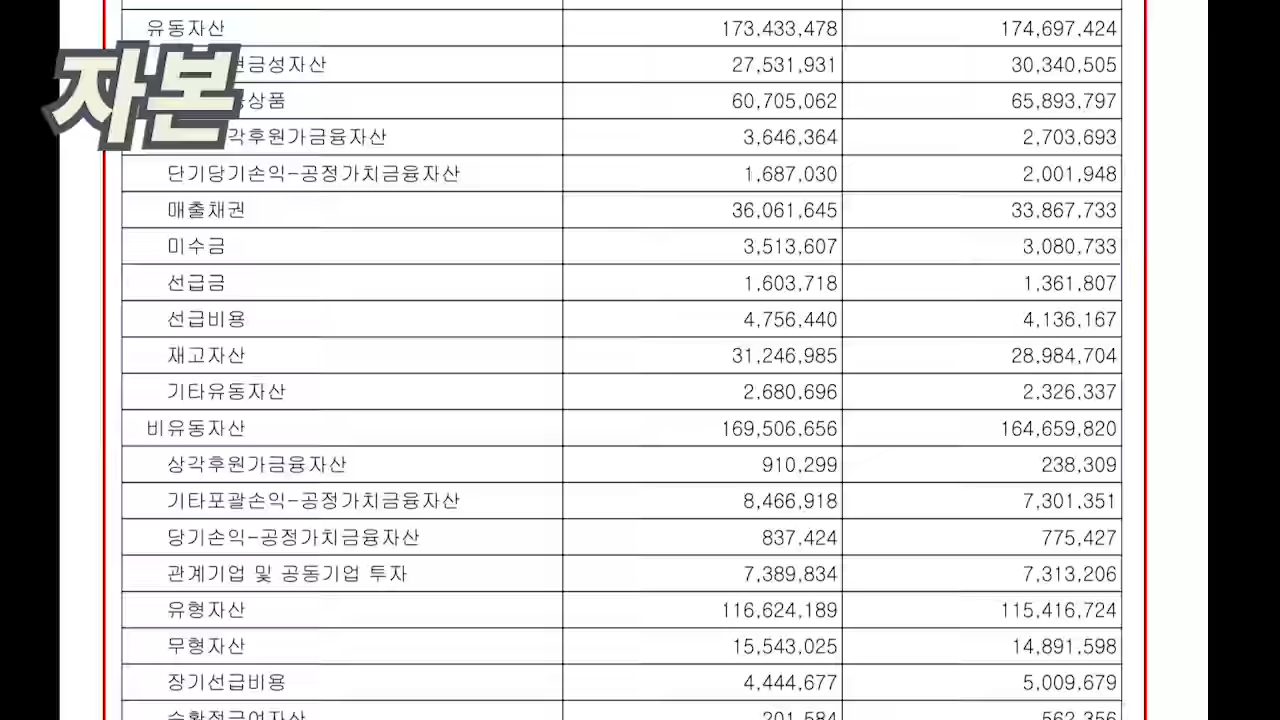 유동자산 173,433,478 174,697,424
자본
현금성자산 27,531,931 30,340,505
상품 60,705,062 65,893,797
각후원가금융자산 3,646,364 2,703,693
단기당기손익-공정가치금융자산 1,687,030 2,001,948
매출채권 36,061,645 33,867,733
미수금 3,513,607 3,080,733
선급금 1,603,718 1,361,807
선급비용 4,756,440 4,136,167
재고자산 31,246,985 28,984,704
기타유동자산 2,680,696 2,326,337
비유동자산 169,506,656 164,659,820
상각후원가금융자산 910,299 238,309
기타포괄손익-공정가치금융자산 8,466,918 7,301,351
당기손익-공정가치금융자산 837,424 775,427
관계기업 및 공동기업 투자 7,389,834 7,313,206
유형자산 116,624,189 115,416,724
무형자산 15,543,025 14,891,598
장기선급비용 4,444,677 5,009,679
201,584 562,356